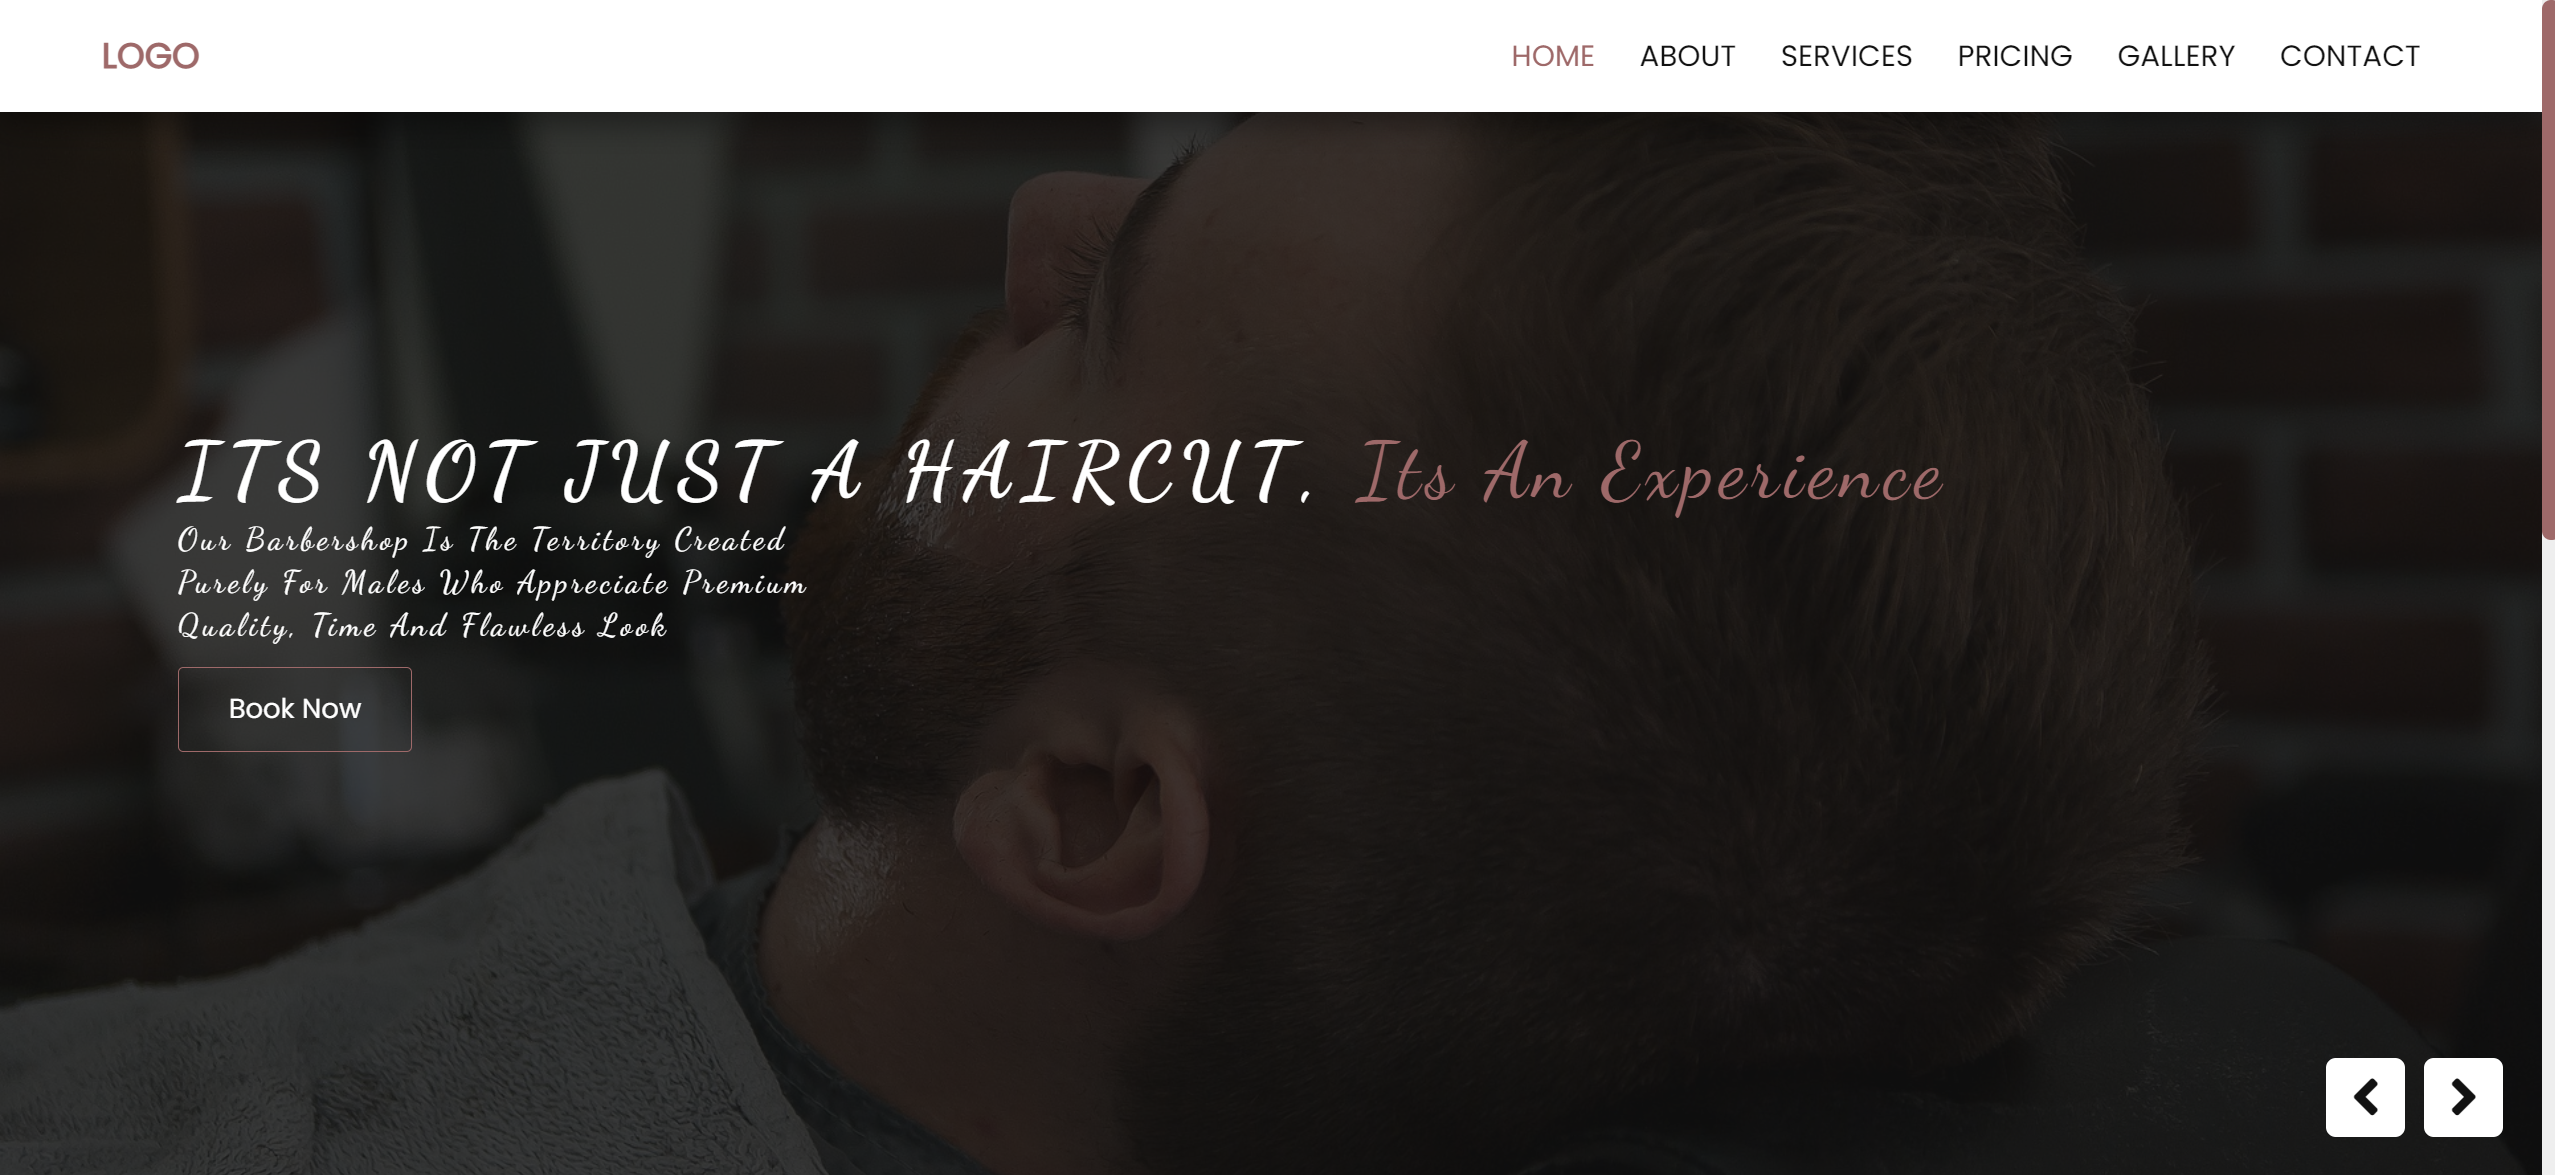 LOGO
HOME ABOUT SERVICES PRICING GALLERY CONTACT
ITS NOT JUST A HAIRCUT. Its An Experience
Our Barbershop Is The Territory Created
Purely For Males Who Appreciate Premium
Quality, Time And Flawless Look
Book Now